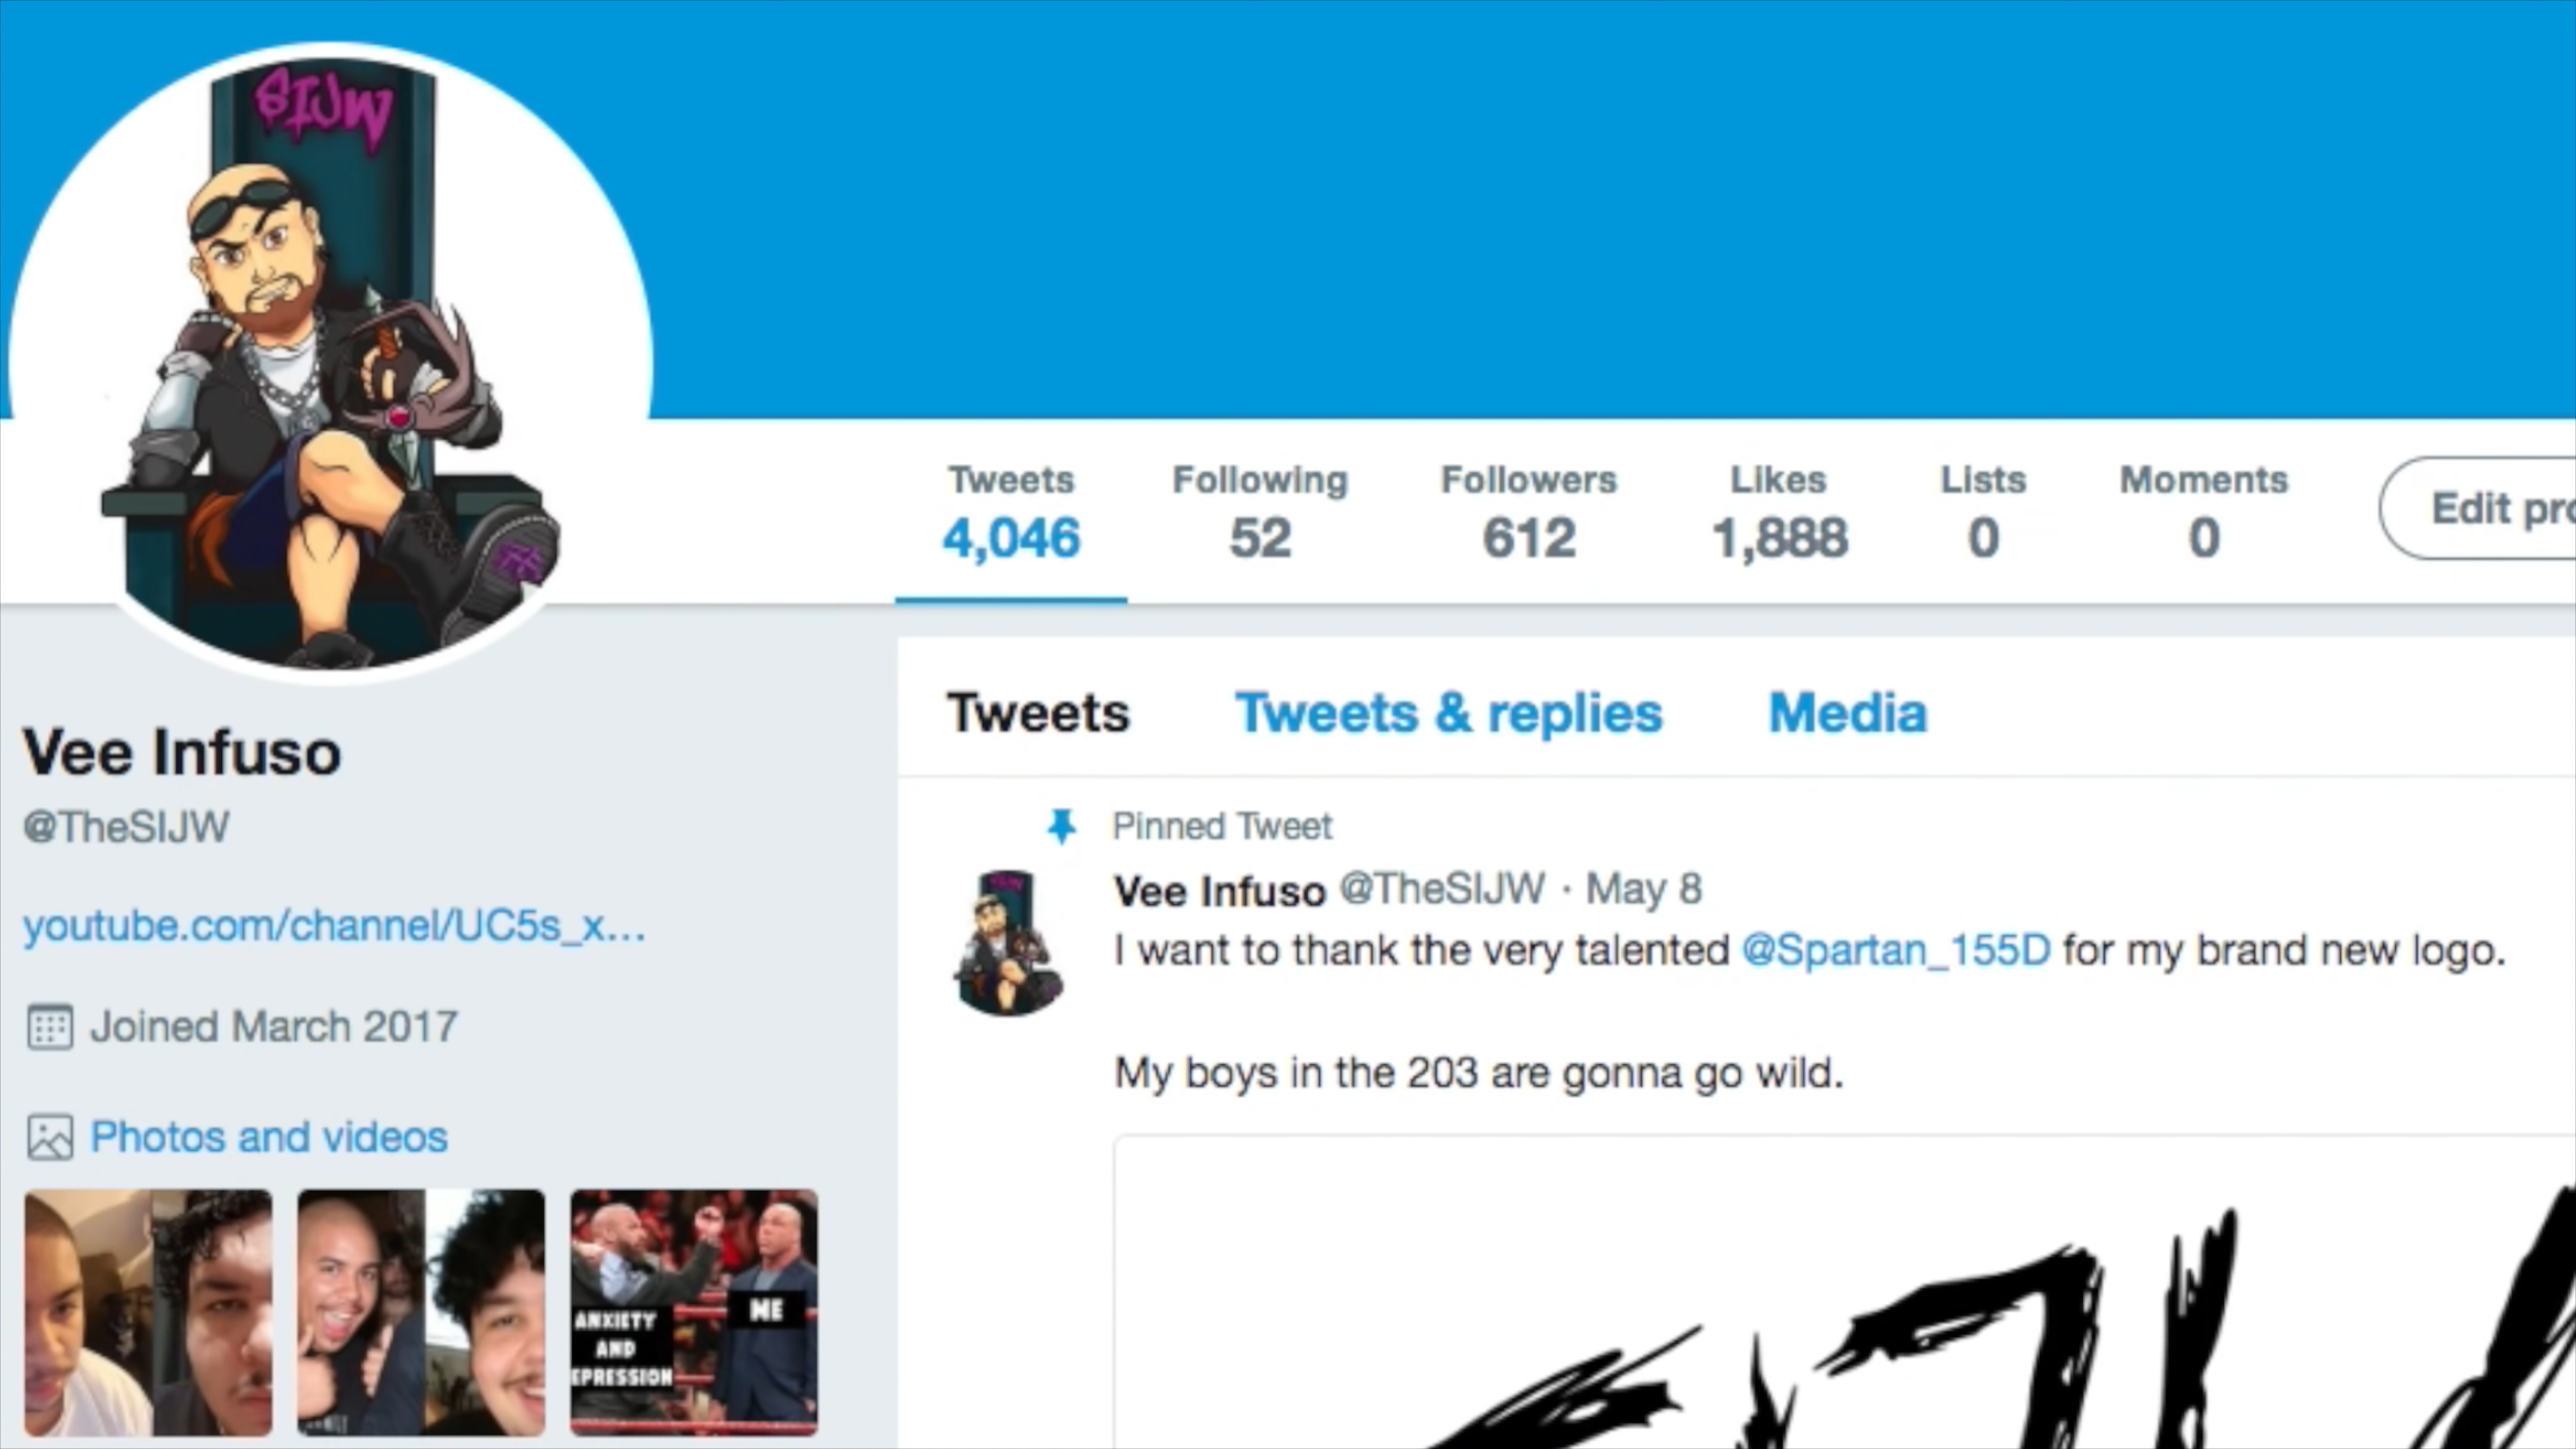 SIJW
Tweets Following Followers Likes Lists Moments
4,046 52 612 1,888 0 0
Edit pro
Tweets Tweets & replies Media
Vee Infuso
@TheSIJW
youtube.com/channel/UC5s_x...
Joined March 2017
Photos and videos
ANXIETY
AND
EPRESSION
ME
Pinned Tweet
Vee Infuso @TheSIJW · May 8
I want to thank the very talented @Spartan_155D for my brand new logo.
My boys in the 203 are gonna go wild.